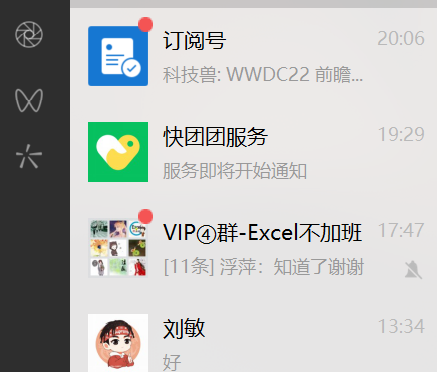 订阅号 20:06
科技兽: WWDC22 前瞻...
快团团服务 19:29
服务即将开始通知
VIP④群-Excel不加班 17:47
[11条] 浮萍：知道了谢谢
刘敏 13:34
好